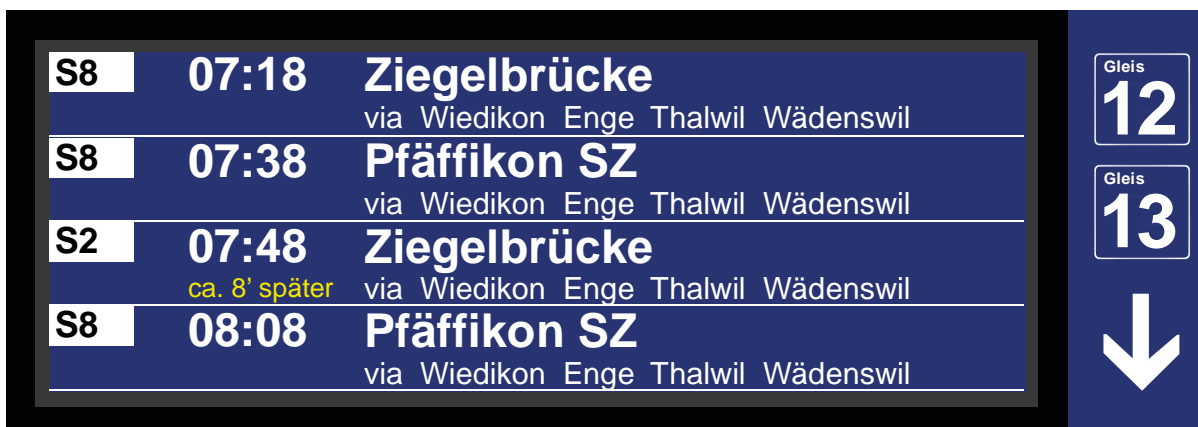 S8 07:18 Ziegelbrücke
via Wiedikon Enge Thalwil Wädenswil
S8 07:38 Pfäffikon SZ
via Wiedikon Enge Thalwil Wädenswil
S2 07:48 Ziegelbrücke
ca. 8’ später via Wiedikon Enge Thalwil Wädenswil
S8 08:08 Pfäffikon SZ
via Wiedikon Enge Thalwil Wädenswil
Gleis
12
Gleis
13